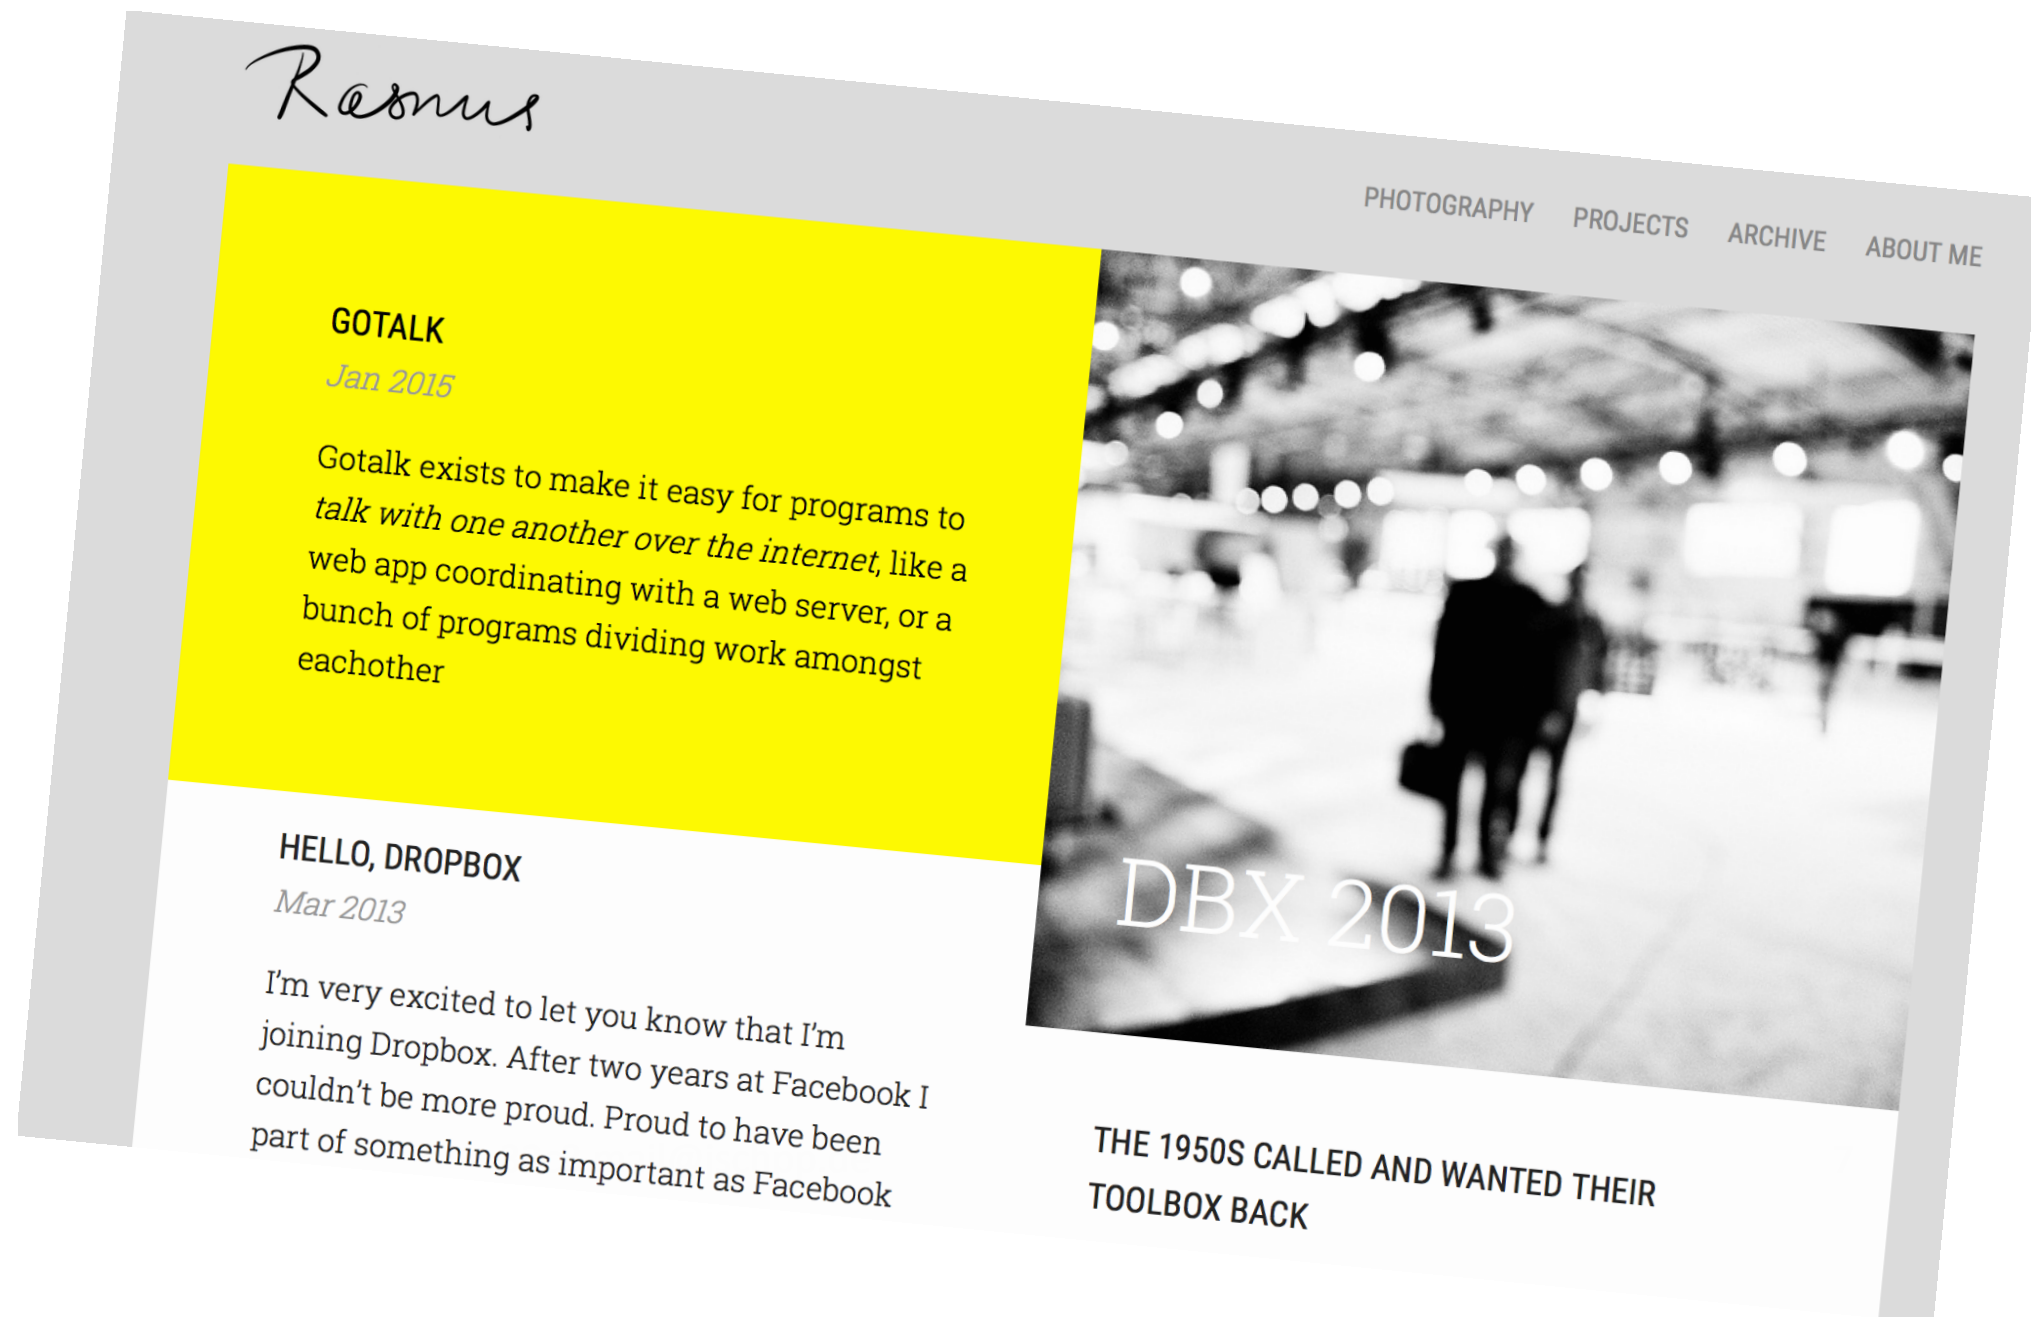 Rasmus
PHOTOGRAPHY PROJECTS ARCHIVE ABOUT ME
GOTALK
Jan 2015
Gotalk exists to make it easy for programs to
talk with one another over the internet, like a
web app coordinating with a web server, or a
bunch of programs dividing work amongst
eachother
HELLO, DROPBOX
Mar 2013
I’m very excited to let you know that I’m
joining Dropbox. After two years at Facebook I
couldn’t be more proud. Proud to have been
part of something as important as Facebook
DBX 2013
THE 1950S CALLED AND WANTED THEIR
TOOLBOX BACK